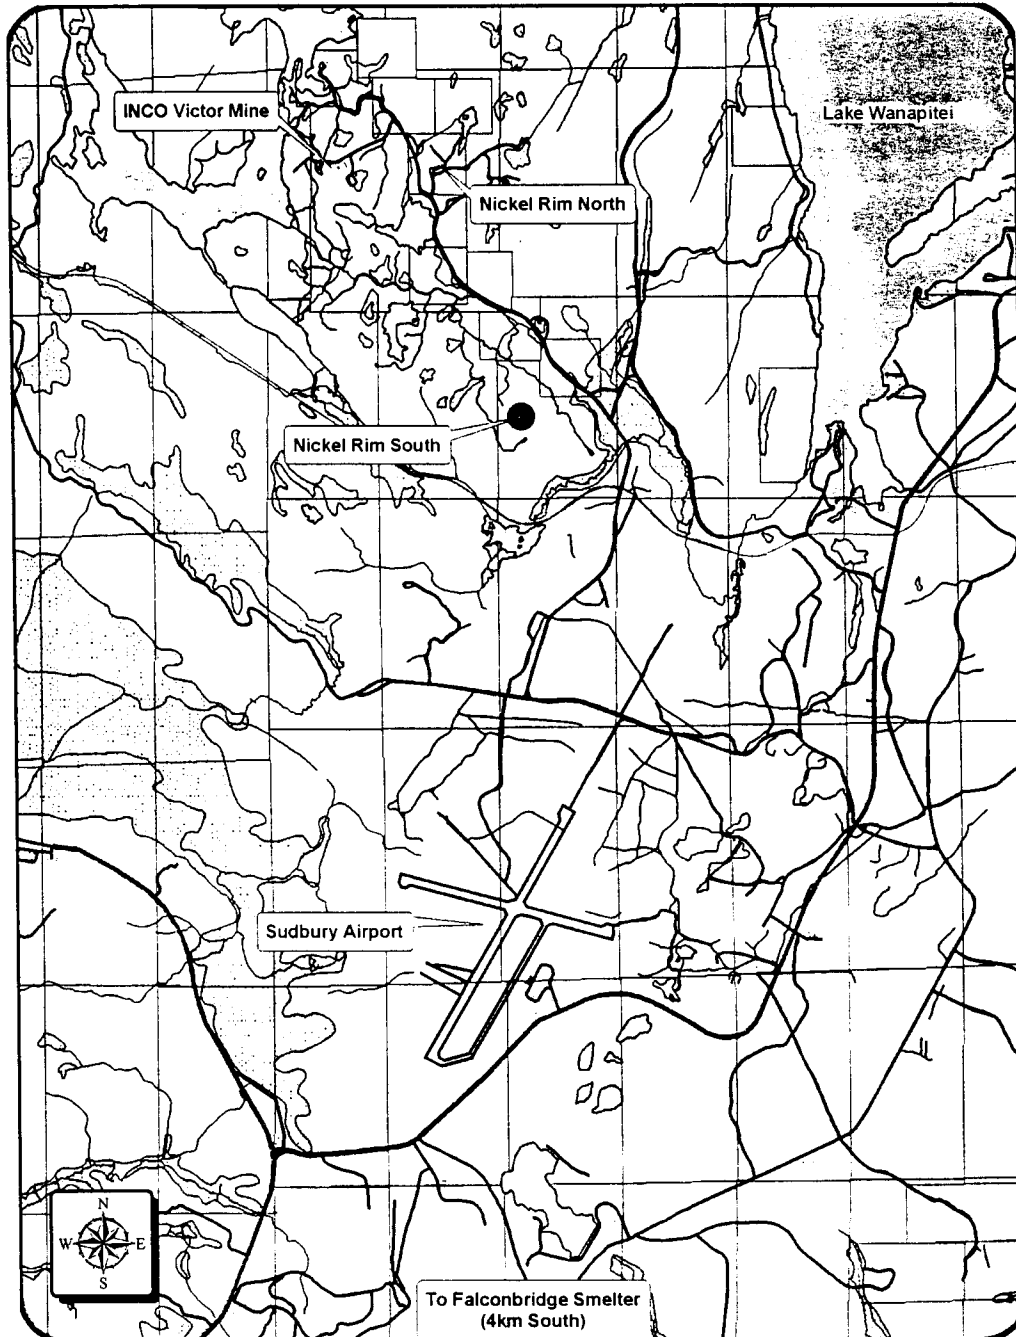 INCO Victor Mine
Lake Wanapitei
Nickel Rim North
Nickel Rim South
Sudbury Airport
N
W E
S
To Falconbridge Smelter
(4km South)